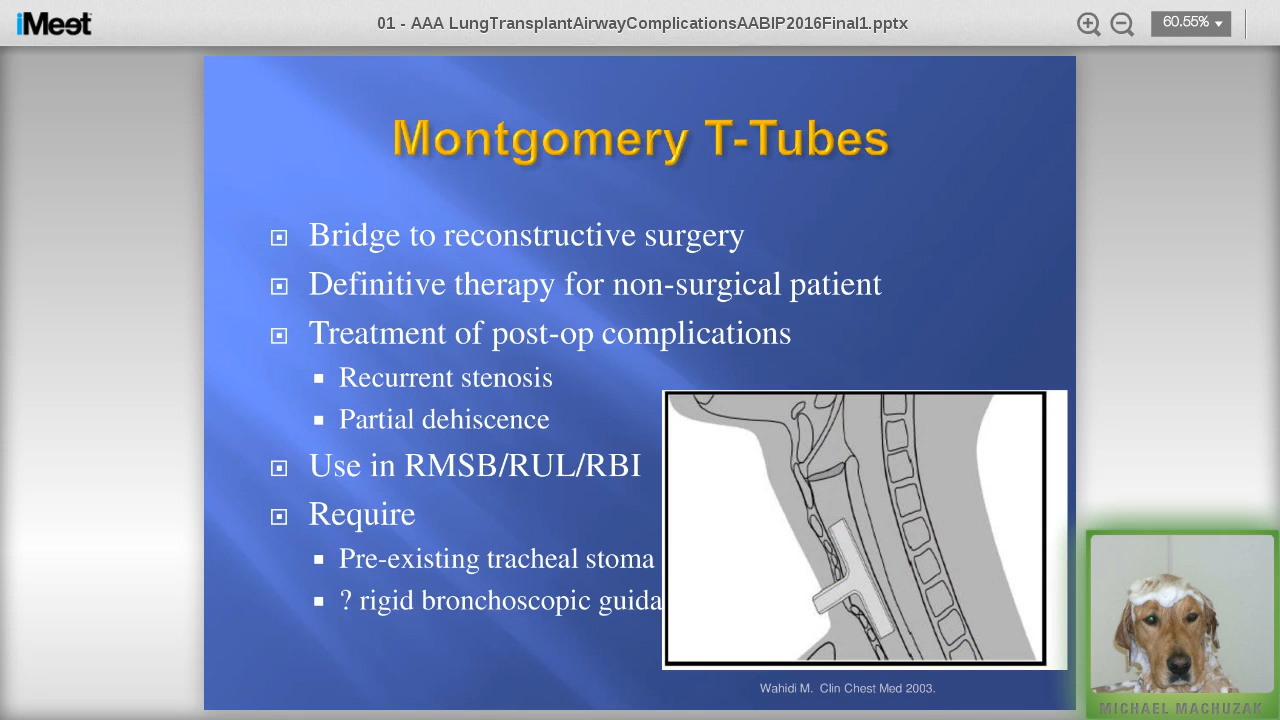 iMeet
01 - AAA LungTransplantAirwayComplicationsAABIP2016Final1.pptx
60.55%
Montgomery T-Tubes
Bridge to reconstructive surgery
Definitive therapy for non-surgical patient
Treatment of post-op complications
Recurrent stenosis
Partial dehiscence
Use in RMSB/RUL/RBI
Require
Pre-existing tracheal stoma
? rigid bronchoscopic guida
Wahidi M. Clin Chest Med 2003.
MICHAEL MACHUZAK